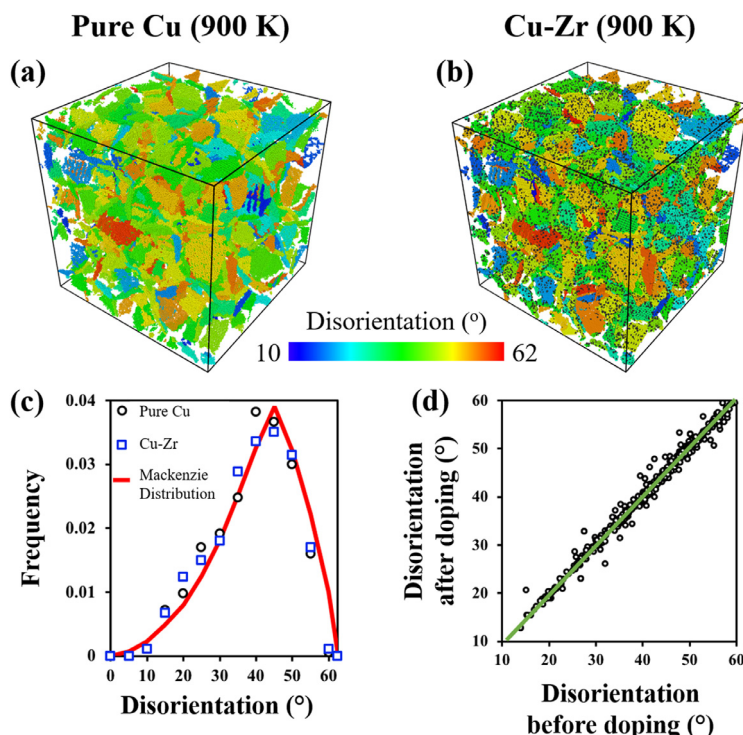 Pure Cu (900 K)
Cu-Zr (900 K)
(a)
(b)
Disorientation (º)
10
62
(c)
(d)
0.04
0.03
0.02
0.01
0
Pure Cu
Cu-Zr
Mackenzie
Distribution
Frequency
0 10 20 30 40 50 60
Disorientation (°)
60
50
40
30
20
10
Disorientation
after doping (°)
10 20 30 40 50 60
Disorientation
before doping (°)